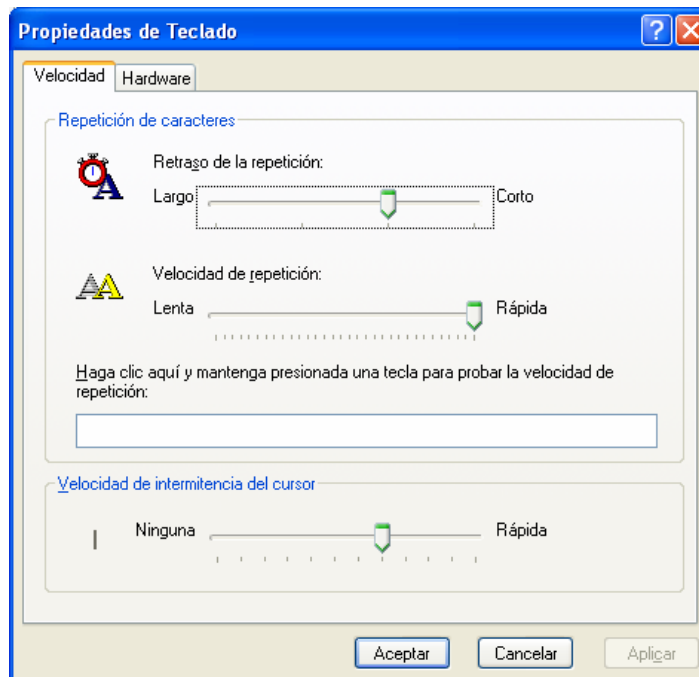 Propiedades de Teclado
Velocidad
Hardware
Repetición de caracteres
Retraso de la repetición:
Largo
Corto
Velocidad de repetición:
Lenta
Rápida
Haga clic aquí y mantenga presionada una tecla para probar la velocidad de
repetición:
Velocidad de intermitencia del cursor
Ninguna
Rápida
Aceptar
Cancelar
Aplicar